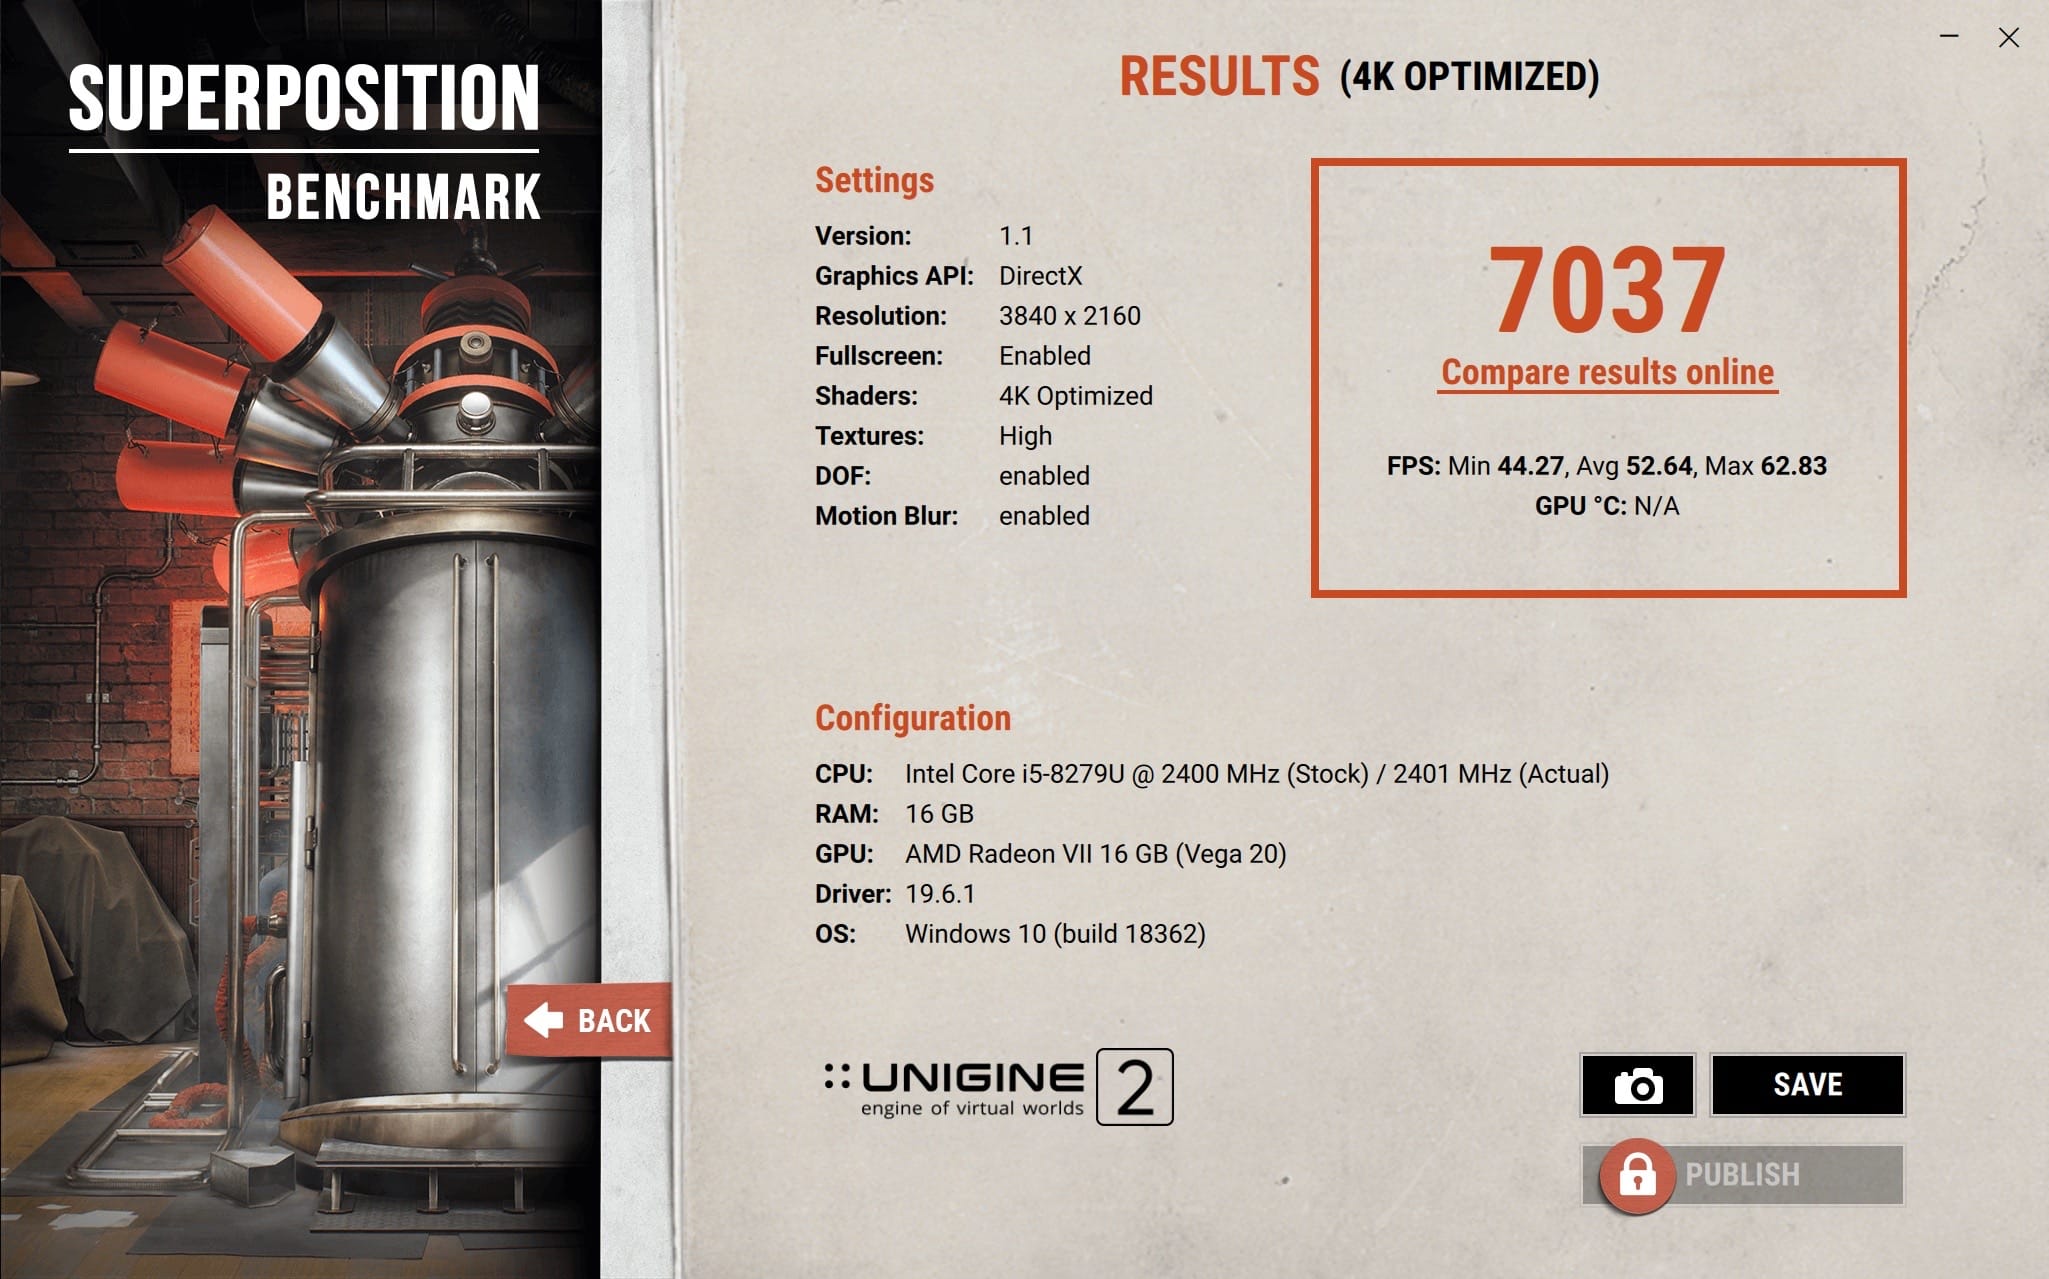 SUPERPOSITION
BENCHMARK
RESULTS (4K OPTIMIZED)
Settings
Version: 1.1
Graphics API: DirectX
Resolution: 3840 x 2160
Fullscreen: Enabled
Shaders: 4K Optimized
Textures: High
DOF: enabled
Motion Blur: enabled
7037
Compare results online
FPS: Min 44.27, Avg 52.64, Max 62.83
GPU °C: N/A
Configuration
CPU: Intel Core i5-8279U @ 2400 MHz (Stock) / 2401 MHz (Actual)
RAM: 16 GB
GPU: AMD Radeon VII 16 GB (Vega 20)
Driver: 19.6.1
OS: Windows 10 (build 18362)
BACK
UNIGINE 2
engine of virtual worlds
SAVE
PUBLISH